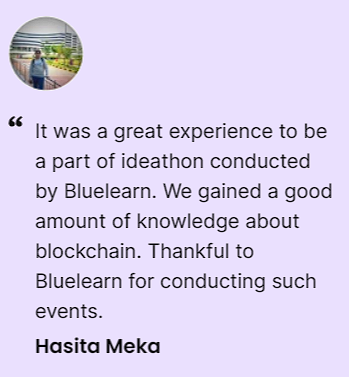 “ It was a great experience to be
a part of ideathon conducted
by Bluelearn. We gained a good
amount of knowledge about
blockchain. Thankful to
Bluelearn for conducting such
events.
Hasita Meka